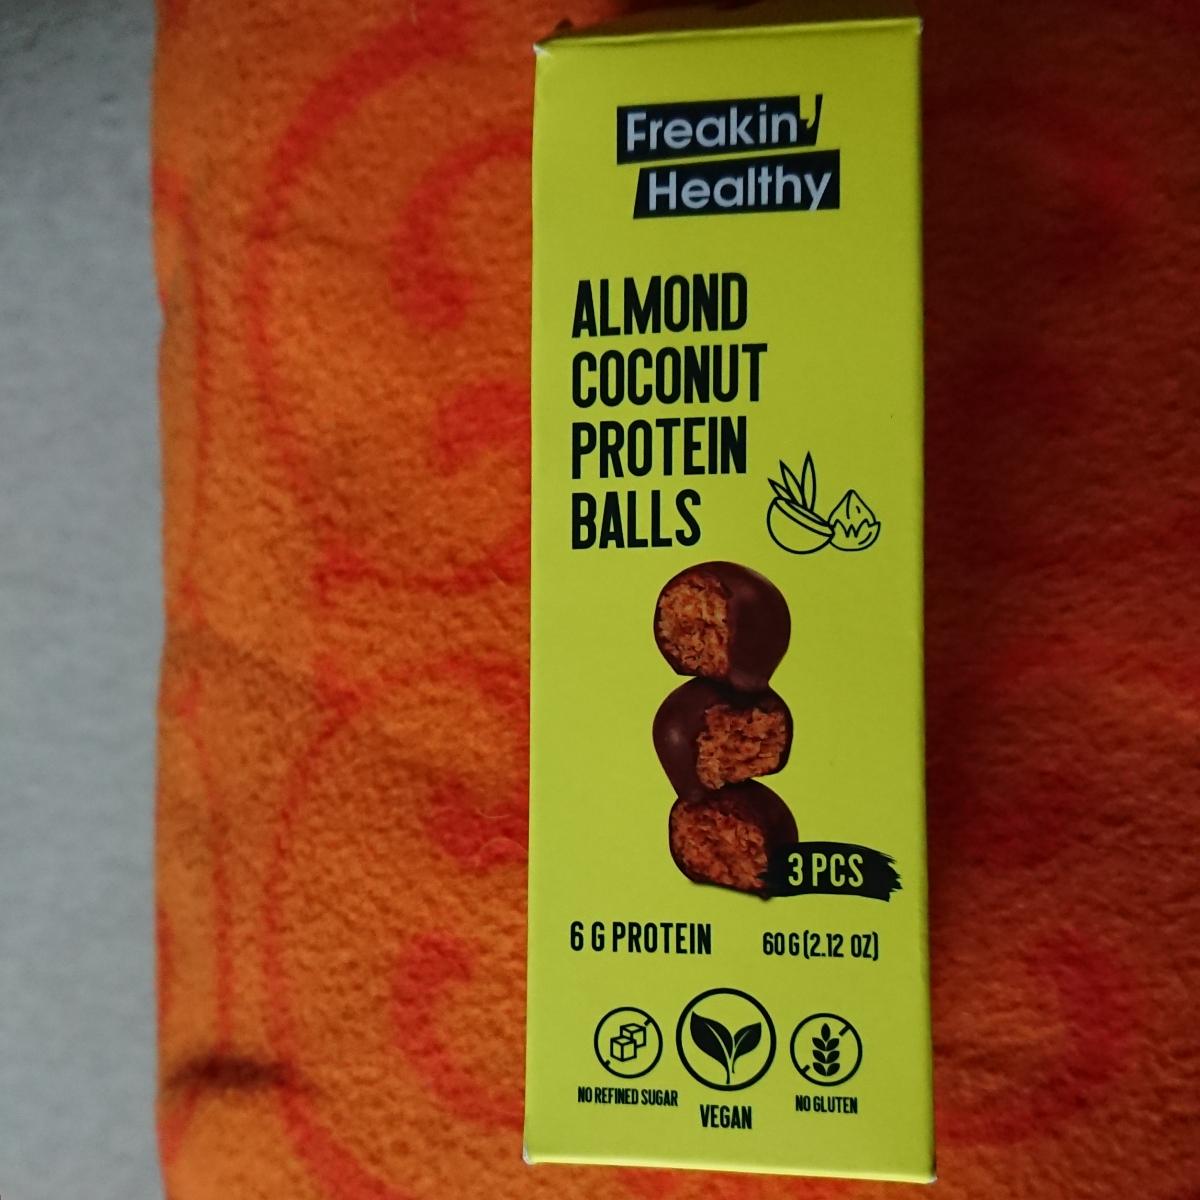 Freakin'
Healthy
ALMOND
COCONUT
PROTEIN
BALLS
3 PCS
6 G PROTEIN 60 G (2.12 OZ)
NO REFINED SUGAR
VEGAN
NO GLUTEN